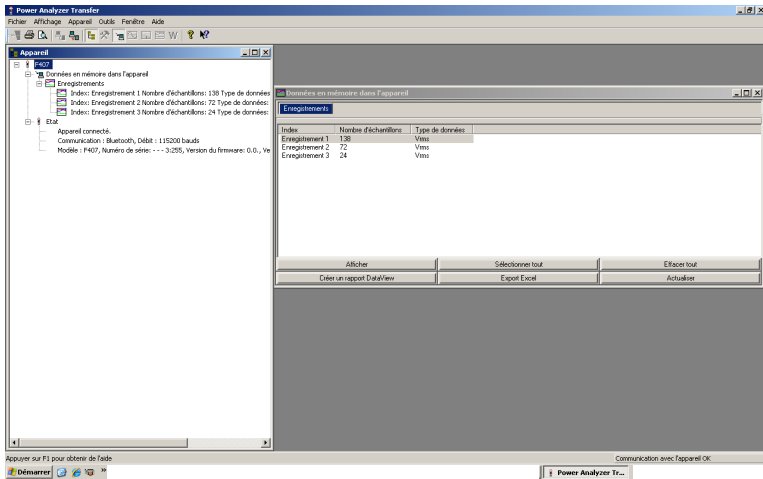 Power Analyzer Transfer
Fichier Affichage Appareil Outils Fenêtre Aide
W
Appareil
F407
Données en mémoire dans l'appareil
Enregistrements
Index: Enregistrement 1 Nombre d'échantillons: 138 Type de données
Index: Enregistrement 2 Nombre d'échantillons: 72 Type de données:
Index: Enregistrement 3 Nombre d'échantillons: 24 Type de données:
Etat
Appareil connecté.
Communication : Bluetooth, Débit : 115200 bauds
Modèle : F407, Numéro de série: - - - 3:255, Version du firmware: 0.0., Ve
Données en mémoire dans l'appareil
Enregistrements
Index Nombre d'échantillons Type de données
Enregistrement 1 138 Vrms
Enregistrement 2 72 Vrms
Enregistrement 3 24 Vrms
Afficher Sélectionner tout Effacer tout
Créer un rapport DataView Export Excel Actualiser
Appuyer sur F1 pour obtenir de l'aide
Communication avec l'appareil OK
Démarrer
Power Analyzer Tr...